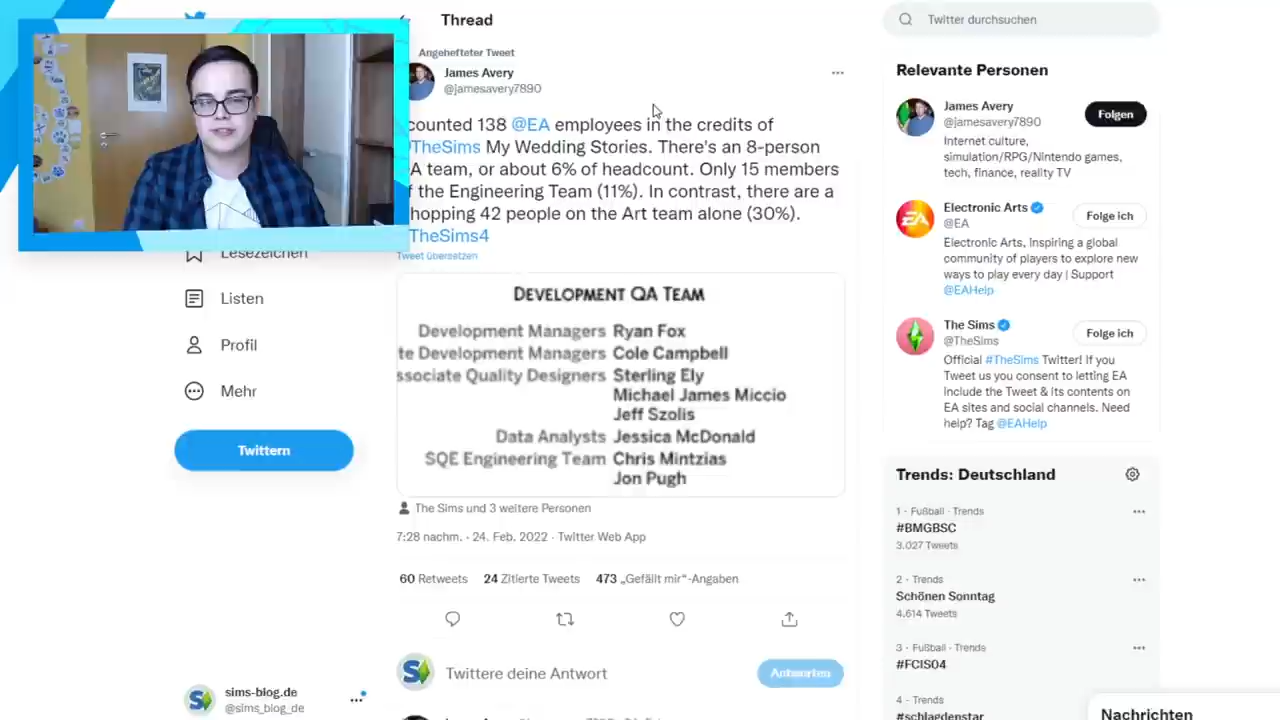 Thread
Twitter durchsuchen
Angehefteter Tweet
James Avery
@jamesavery7890
counted 138 @EA employees in the credits of
TheSims My Wedding Stories. There's an 8-person
A team, or about 6% of headcount. Only 15 members
f the Engineering Team (11%). In contrast, there are a
hopping 42 people on the Art team alone (30%).
TheSims4
Tweet übersetzen
DEVELOPMENT QA TEAM
Development Managers Ryan Fox
te Development Managers Cole Campbell
ssociate Quality Designers Sterling Ely
Michael James Miccio
Jeff Szolis
Data Analysts Jessica McDonald
SQE Engineering Team Chris Mintzias
Jon Pugh
The Sims und 3 weitere Personen
7:28 nachm. · 24. Feb. 2022 · Twitter Web App
60 Retweets 24 Zitierte Tweets 473 „Gefällt mir“-Angaben
Twittere deine Antwort
Antworten
Lesezeichen
Listen
Profil
Mehr
Twittern
sims-blog.de
@sims_blog_de
Relevante Personen
James Avery
@jamesavery7890
Folgen
Internet culture,
simulation/RPG/Nintendo games,
tech, finance, reality TV
Electronic Arts
@EA
Folge ich
Electronic Arts, Inspiring a global
community of players to explore new
ways to play every day | Support
@EAHelp
The Sims
@TheSims
Folge ich
Official #TheSims Twitter! If you
Tweet us you consent to letting EA
include the Tweet & its contents on
EA sites and social channels. Need
help? Tag @EAHelp
Trends: Deutschland
1 · Fußball · Trends
#BMGBSC
3.027 Tweets
2 · Trends
Schönen Sonntag
4.614 Tweets
3 · Fußball · Trends
#FCIS04
4 · Trends
#schlagdenstar
Nachrichten